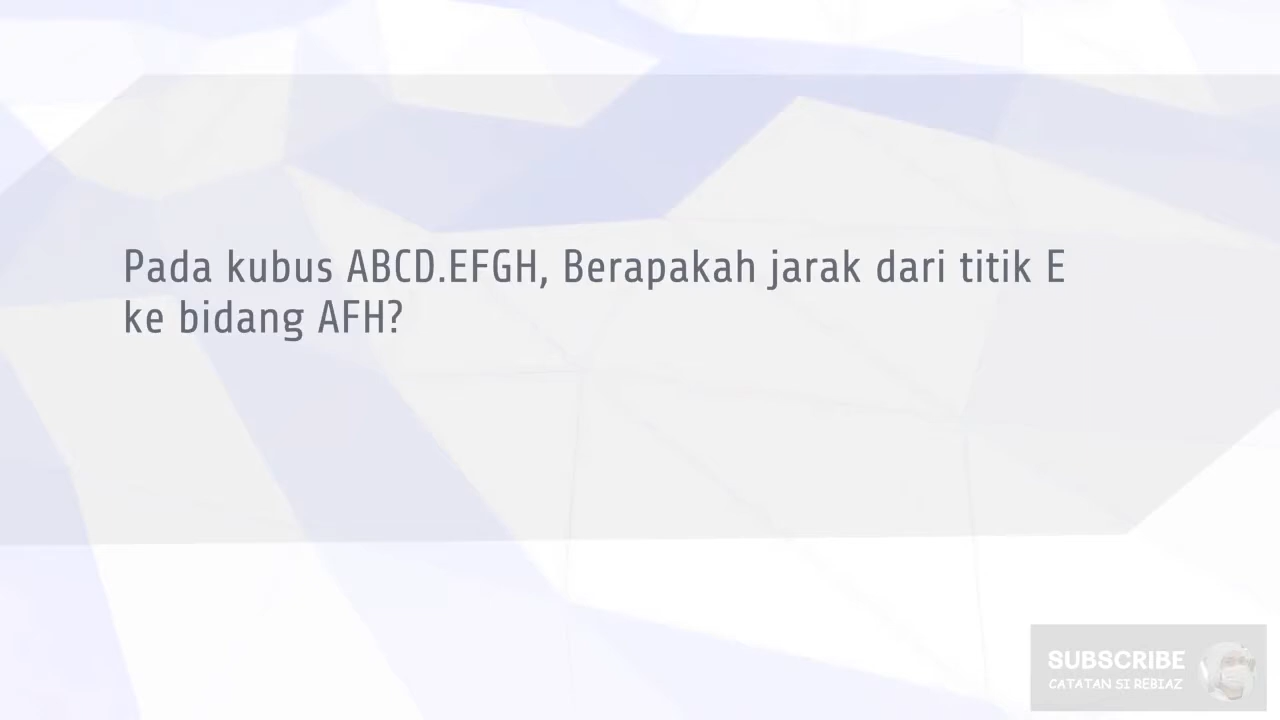 Pada kubus ABCD.EFGH, Berapakah jarak dari titik E
ke bidang AFH?
SUBSCRIBE
CATATAN SI REBIAZ